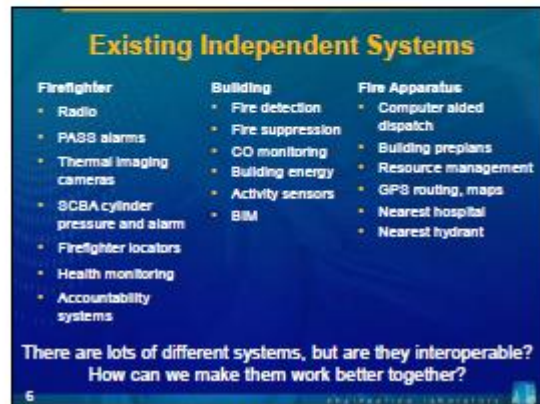 Existing Independent Systems
Firefighter
• Radio
• PASS alarms
• Thermal imaging
cameras
• SCBA cylinder
pressure and alarm
• Firefighter locators
• Health monitoring
• Accountability
systems
Building
• Fire detection
• Fire suppression
• CO monitoring
• Building energy
• Activity sensors
• BIM
Fire Apparatus
• Computer aided
dispatch
• Building preplans
• Resource management
• GPS routing, maps
• Nearest hospital
• Nearest hydrant
There are lots of different systems, but are they interoperable?
How can we make them work better together?
6
laboratory